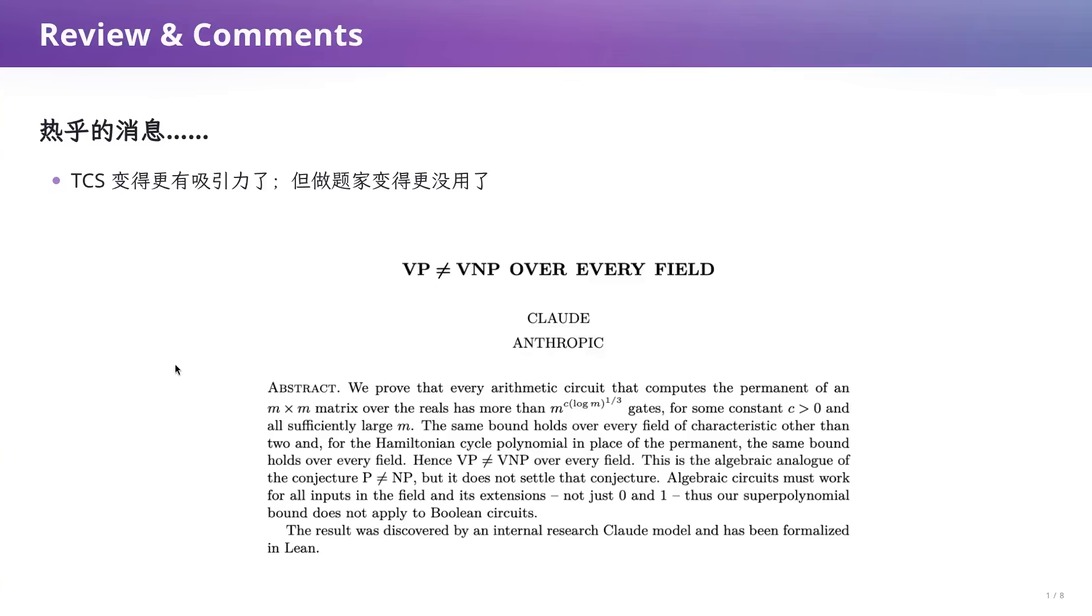 Review & Comments
热乎的消息……
• TCS 变得更有吸引力了；但做题家变得更没用了
VP ≠ VNP OVER EVERY FIELD
CLAUDE
ANTHROPIC
ABSTRACT. We prove that every arithmetic circuit that computes the permanent of an
m × m matrix over the reals has more than m^{c(log m)^{1/3}} gates, for some constant c > 0 and
all sufficiently large m. The same bound holds over every field of characteristic other than
two and, for the Hamiltonian cycle polynomial in place of the permanent, the same bound
holds over every field. Hence VP ≠ VNP over every field. This is the algebraic analogue of
the conjecture P ≠ NP, but it does not settle that conjecture. Algebraic circuits must work
for all inputs in the field and its extensions – not just 0 and 1 – thus our superpolynomial
bound does not apply to Boolean circuits.
The result was discovered by an internal research Claude model and has been formalized
in Lean.
1 / 8